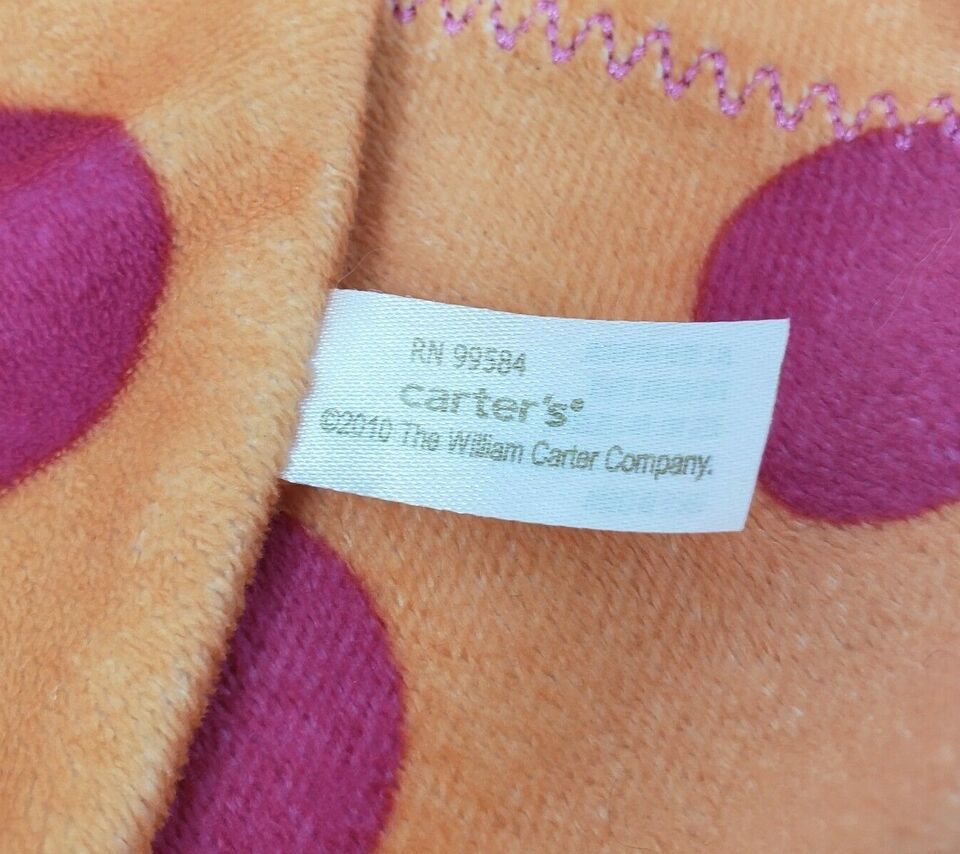 RN 99584
carter's®
©2010 The William Carter Company.